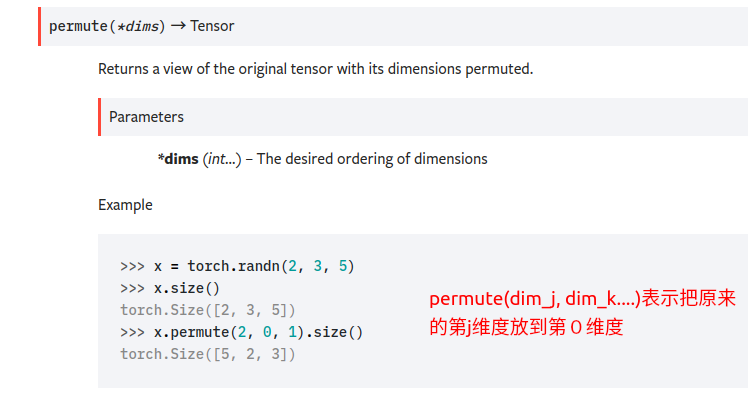 permute(*dims) → Tensor
Returns a view of the original tensor with its dimensions permuted.
Parameters
*dims (int...) – The desired ordering of dimensions
Example
>>> x = torch.randn(2, 3, 5)
>>> x.size()
torch.Size([2, 3, 5])
>>> x.permute(2, 0, 1).size()
torch.Size([5, 2, 3])
permute(dim_j, dim_k....)表示把原来
的第j维度放到第０维度